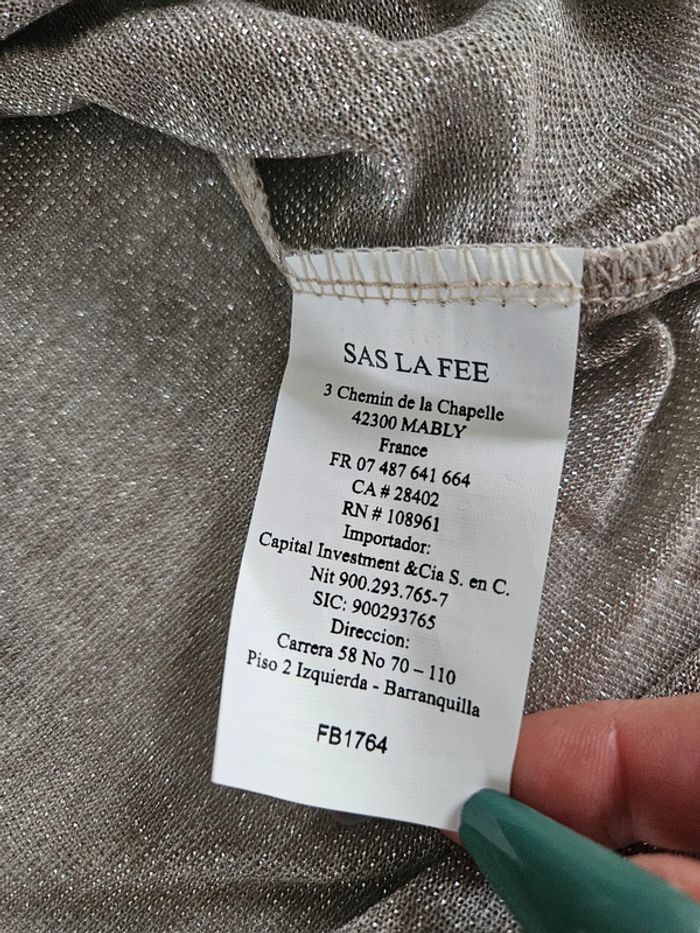 SAS LA FEE
3 Chemin de la Chapelle
42300 MABLY
France
FR 07 487 641 664
CA # 28402
RN # 108961
Importador:
Capital Investment &Cia S. en C.
Nit 900.293.765-7
SIC: 900293765
Direccion:
Carrera 58 No 70 – 110
Piso 2 Izquierda - Barranquilla
FB1764